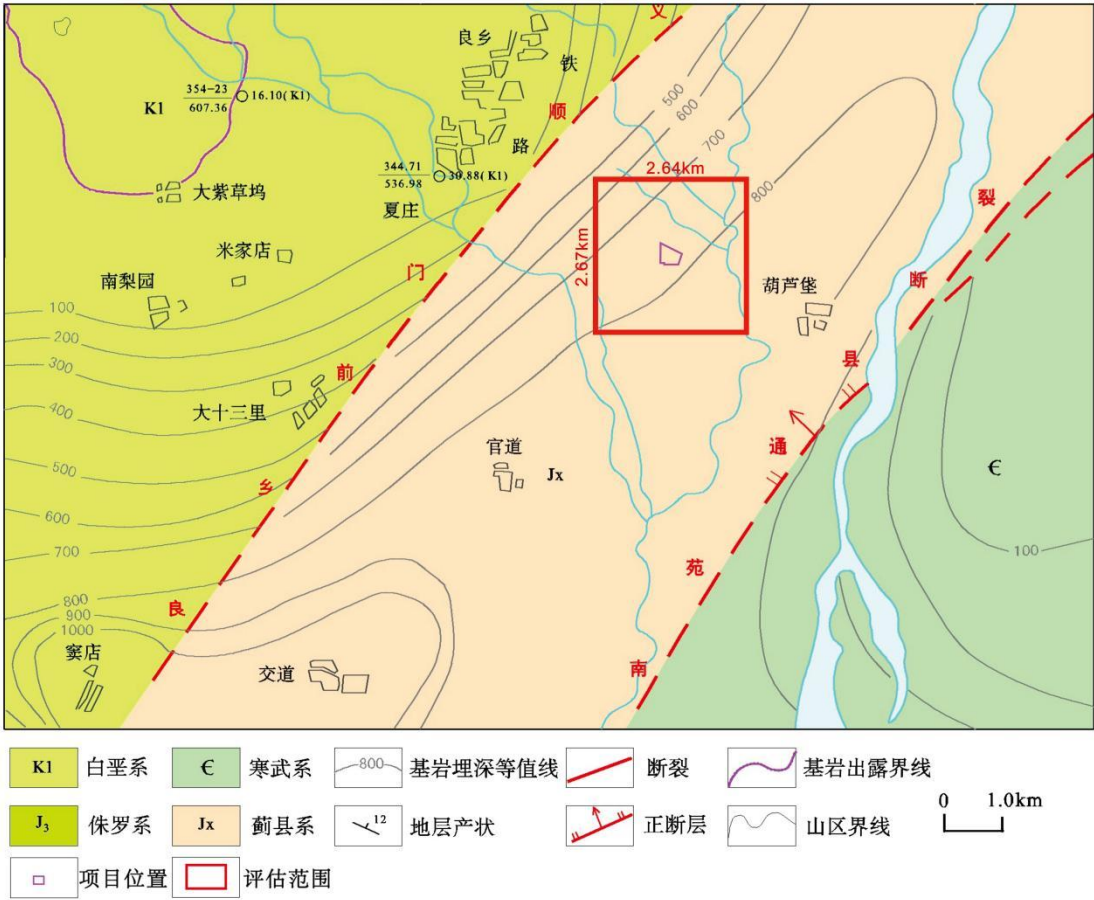 良乡
铁
路
义
顺
门
前
乡
良
K1
354-23
607.36
16.10(K1)
344.71
536.98
30.88(K1)
大紫草坞
夏庄
米家店
南梨园
大十三里
窦店
交道
官道
Jx
葫芦垡
2.64km
2.67km
500
600
700
800
100
200
300
400
500
600
700
800
900
1000
裂
断
县
通
苑
南
€
100
K1 白垩系
€ 寒武系
800 基岩埋深等值线
断裂
基岩出露界线
J3 侏罗系
Jx 蓟县系
12 地层产状
正断层
山区界线
0 1.0km
项目位置
评估范围